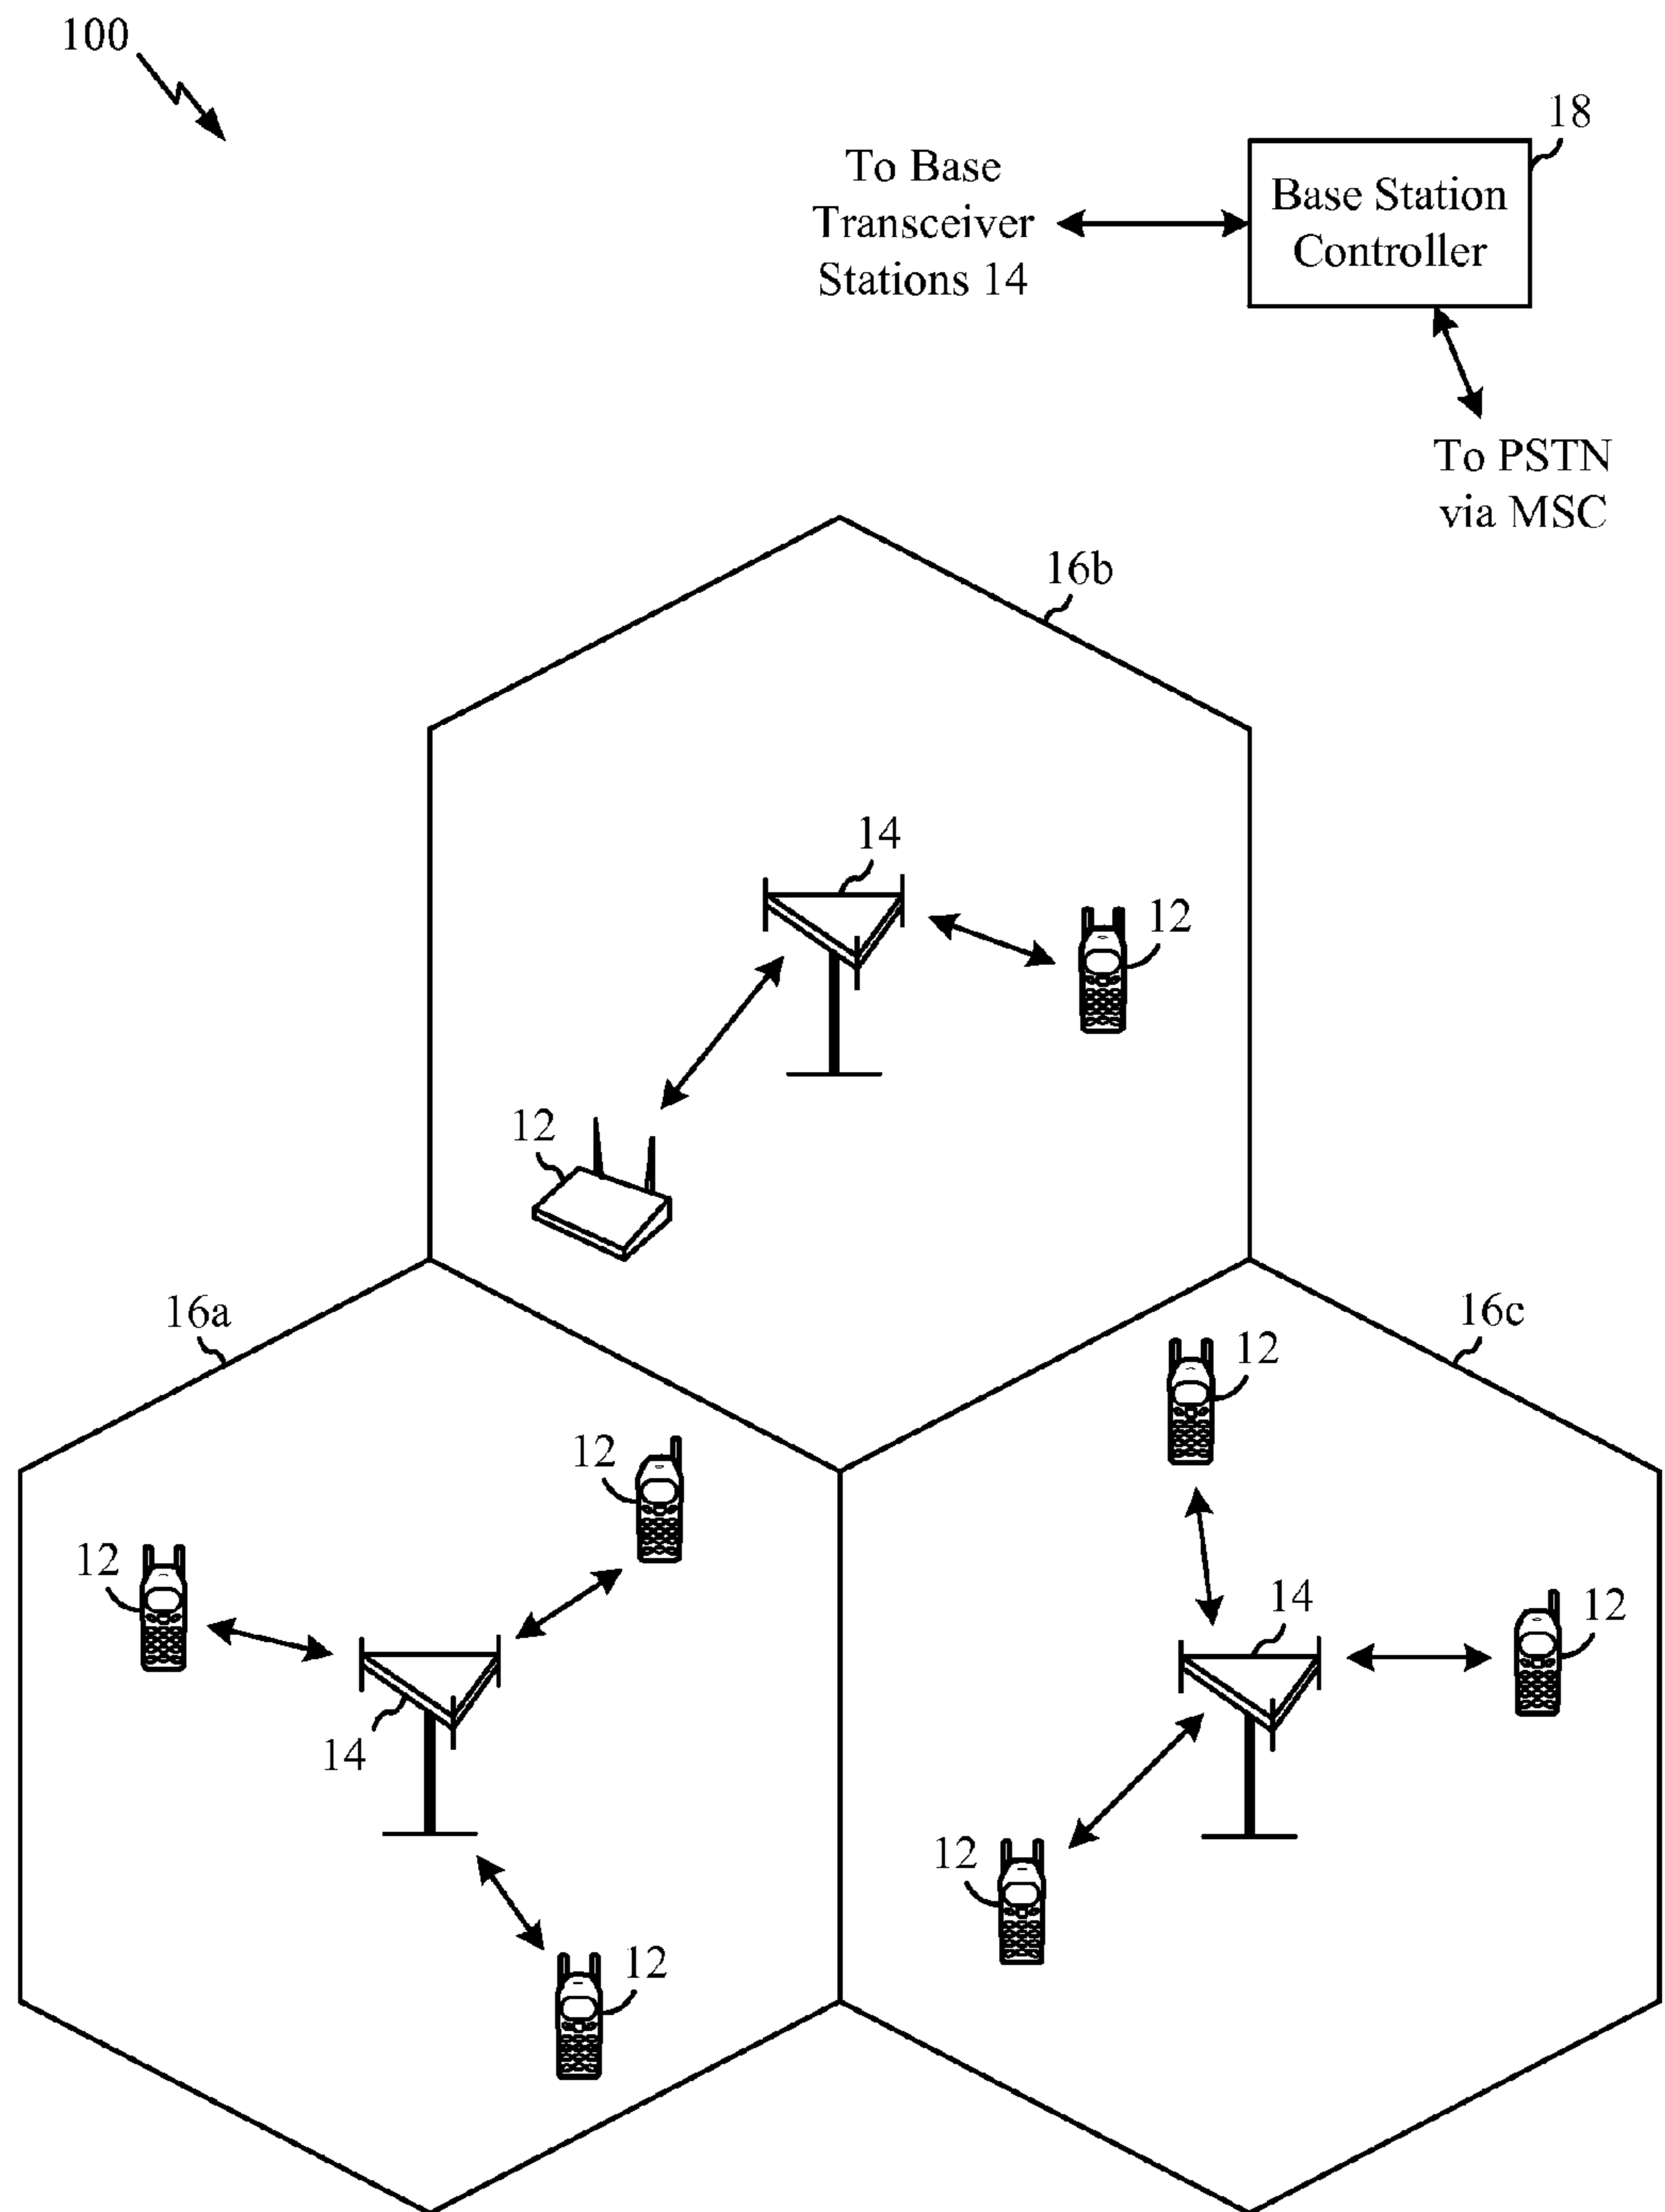 100
18
To Base
Transceiver
Stations 14
Base Station
Controller
To PSTN
via MSC
16b
14
12
12
16a
16c
12
12
12
14
12
14
12
12